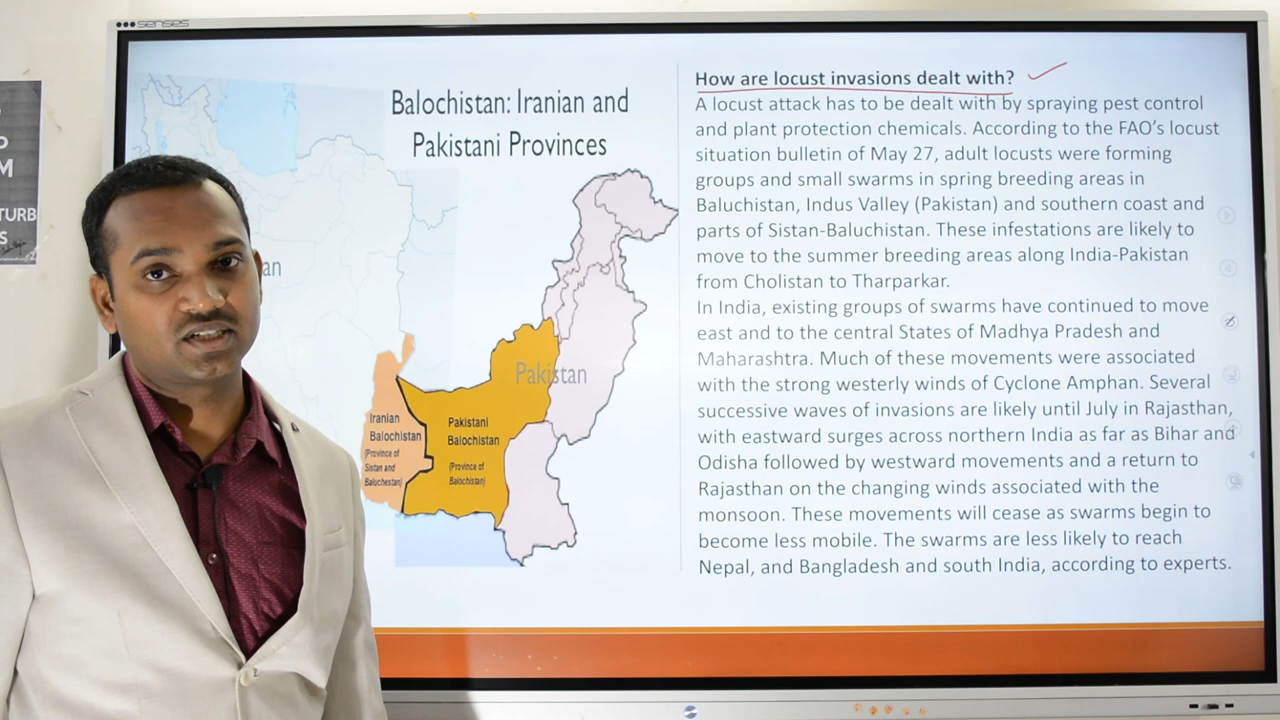 senses
P
M
TURB
S
Balochistan: Iranian and
Pakistani Provinces
an
Pakistan
Iranian
Balochistan
(Province of
Sistan and
Baluchestan)
Pakistani
Balochistan
(Province of
Balochistan)
How are locust invasions dealt with?
A locust attack has to be dealt with by spraying pest control
and plant protection chemicals. According to the FAO’s locust
situation bulletin of May 27, adult locusts were forming
groups and small swarms in spring breeding areas in
Baluchistan, Indus Valley (Pakistan) and southern coast and
parts of Sistan-Baluchistan. These infestations are likely to
move to the summer breeding areas along India-Pakistan
from Cholistan to Tharparkar.
In India, existing groups of swarms have continued to move
east and to the central States of Madhya Pradesh and
Maharashtra. Much of these movements were associated
with the strong westerly winds of Cyclone Amphan. Several
successive waves of invasions are likely until July in Rajasthan,
with eastward surges across northern India as far as Bihar and
Odisha followed by westward movements and a return to
Rajasthan on the changing winds associated with the
monsoon. These movements will cease as swarms begin to
become less mobile. The swarms are less likely to reach
Nepal, and Bangladesh and south India, according to experts.